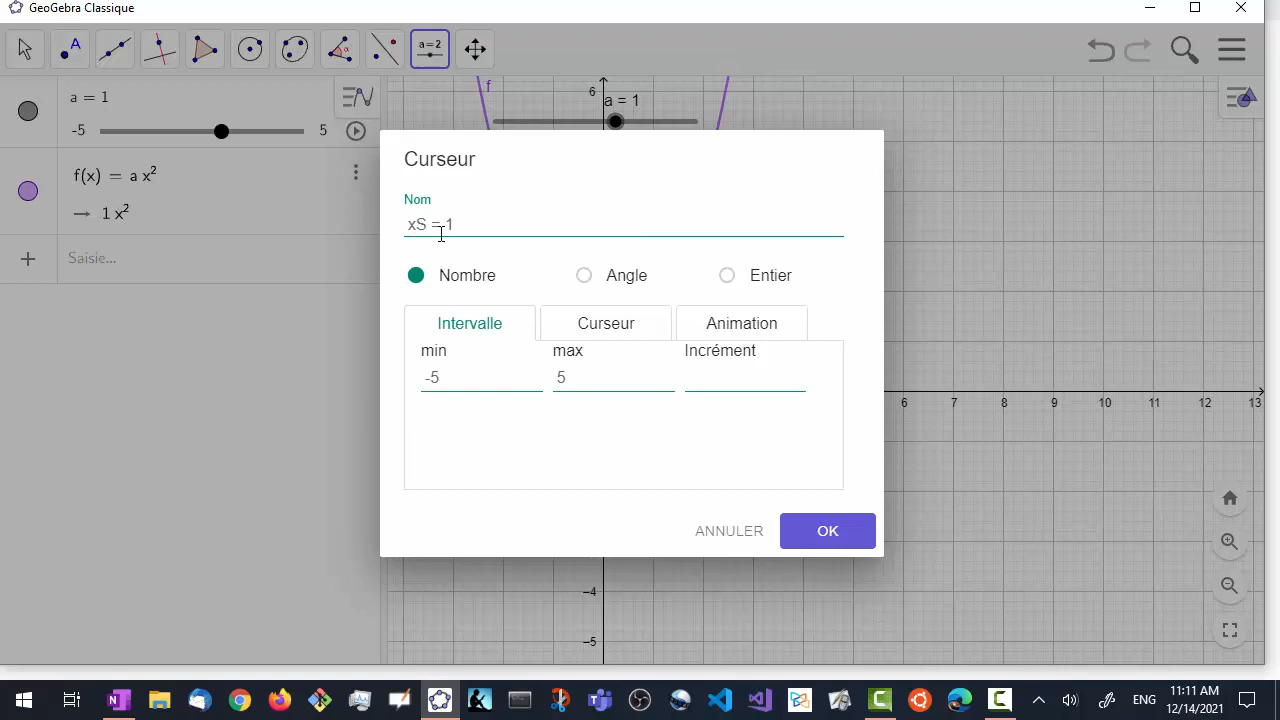 GeoGebra Classique
A
a=2
α
a = 1
-5
5
f(x) = a x²
→ 1 x²
Saisie...
f
6
a = 1
6
7
8
9
10
11
12
13
-4
-5
Curseur
Nom
xS = 1
Nombre
Angle
Entier
Intervalle
Curseur
Animation
min
max
Incrément
-5
5
ANNULER
OK
ENG
11:11 AM
12/14/2021